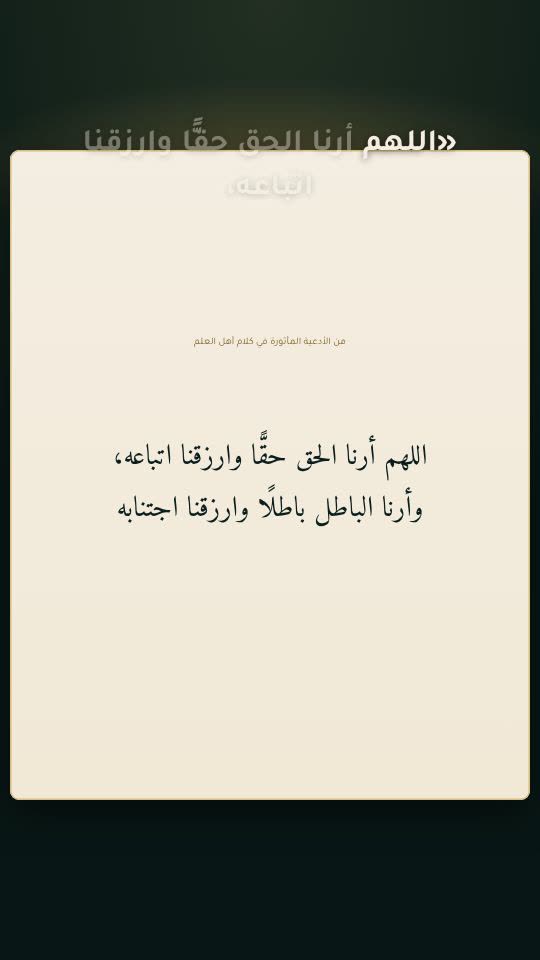 «اللهم أرنا الحق حقًّا وارزقنا
اتباعه،
من الأدعية المأثورة في كلام أهل العلم
اللهم أرنا الحق حقًّا وارزقنا اتباعه،
وأرنا الباطل باطلًا وارزقنا اجتنابه